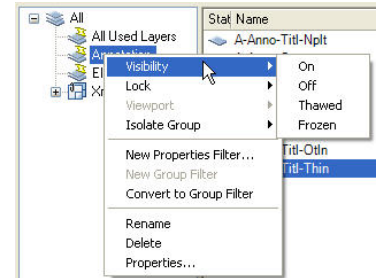 All
Stat Name
All Used Layers
A-Anno-Titl-Nplt
Annotation
El
Xr
Visibility
On
Lock
Off
Viewport
Thawed
Isolate Group
Frozen
New Properties Filter...
Titl-Otln
New Group Filter
Titl-Thin
Convert to Group Filter
Rename
Delete
Properties...